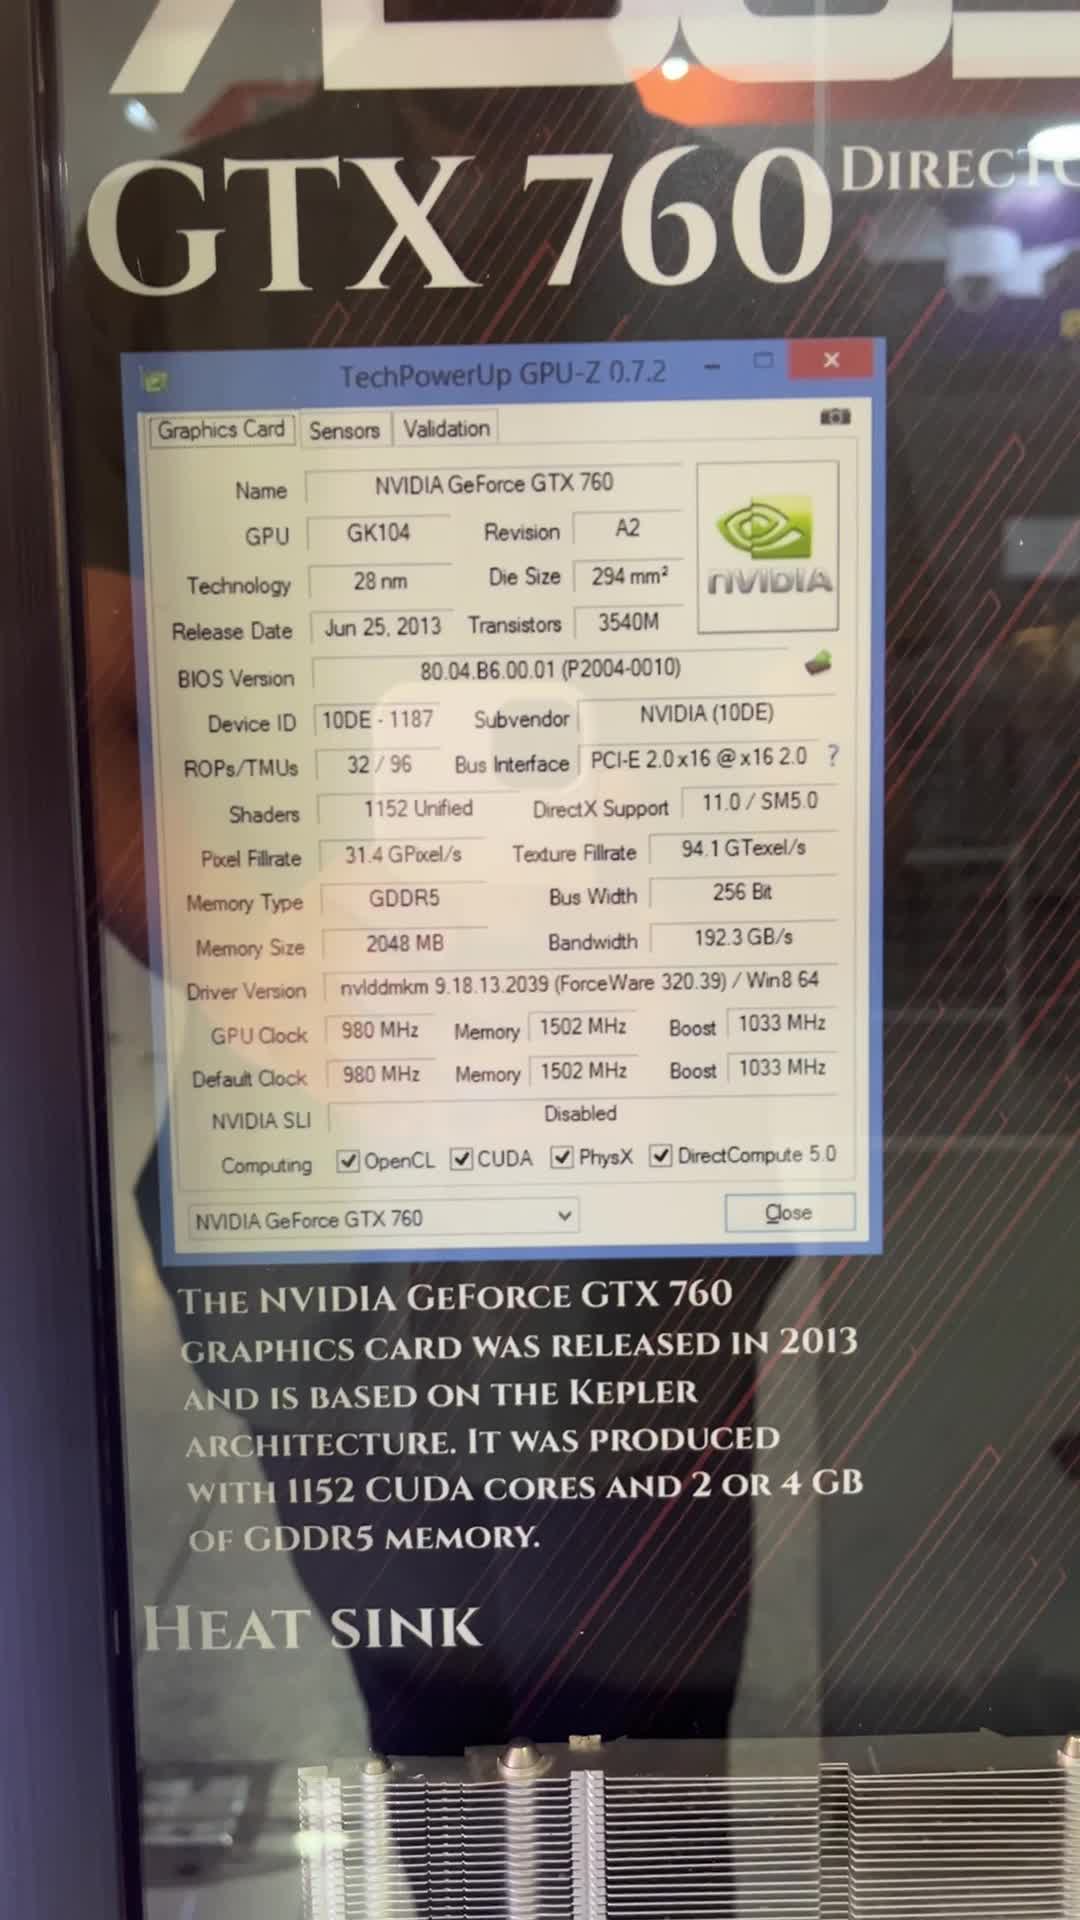 GTX 760
TechPowerUp GPU-Z 0.7.2
Graphics Card Sensors Validation
Name NVIDIA GeForce GTX 760
GPU GK104 Revision A2
Technology 28 nm Die Size 294 mm²
nVIDIA
Release Date Jun 25, 2013 Transistors 3540M
BIOS Version 80.04.B6.00.01 (P2004-0010)
Device ID 10DE - 1187 Subvendor NVIDIA (10DE)
ROPs/TMUs 32 / 96 Bus Interface PCI-E 2.0 x16 @ x16 2.0 ?
Shaders 1152 Unified DirectX Support 11.0 / SM5.0
Pixel Fillrate 31.4 GPixel/s Texture Fillrate 94.1 GTexel/s
Memory Type GDDR5 Bus Width 256 Bit
Memory Size 2048 MB Bandwidth 192.3 GB/s
Driver Version nvlddmkm 9.18.13.2039 (ForceWare 320.39) / Win8 64
GPU Clock 980 MHz Memory 1502 MHz Boost 1033 MHz
Default Clock 980 MHz Memory 1502 MHz Boost 1033 MHz
NVIDIA SLI Disabled
Computing OpenCL CUDA PhysX DirectCompute 5.0
NVIDIA GeForce GTX 760 Close
The NVIDIA GeForce GTX 760
graphics card was released in 2013
and is based on the Kepler
architecture. It was produced
with 1152 CUDA cores and 2 or 4 GB
of GDDR5 memory.
Heat sink